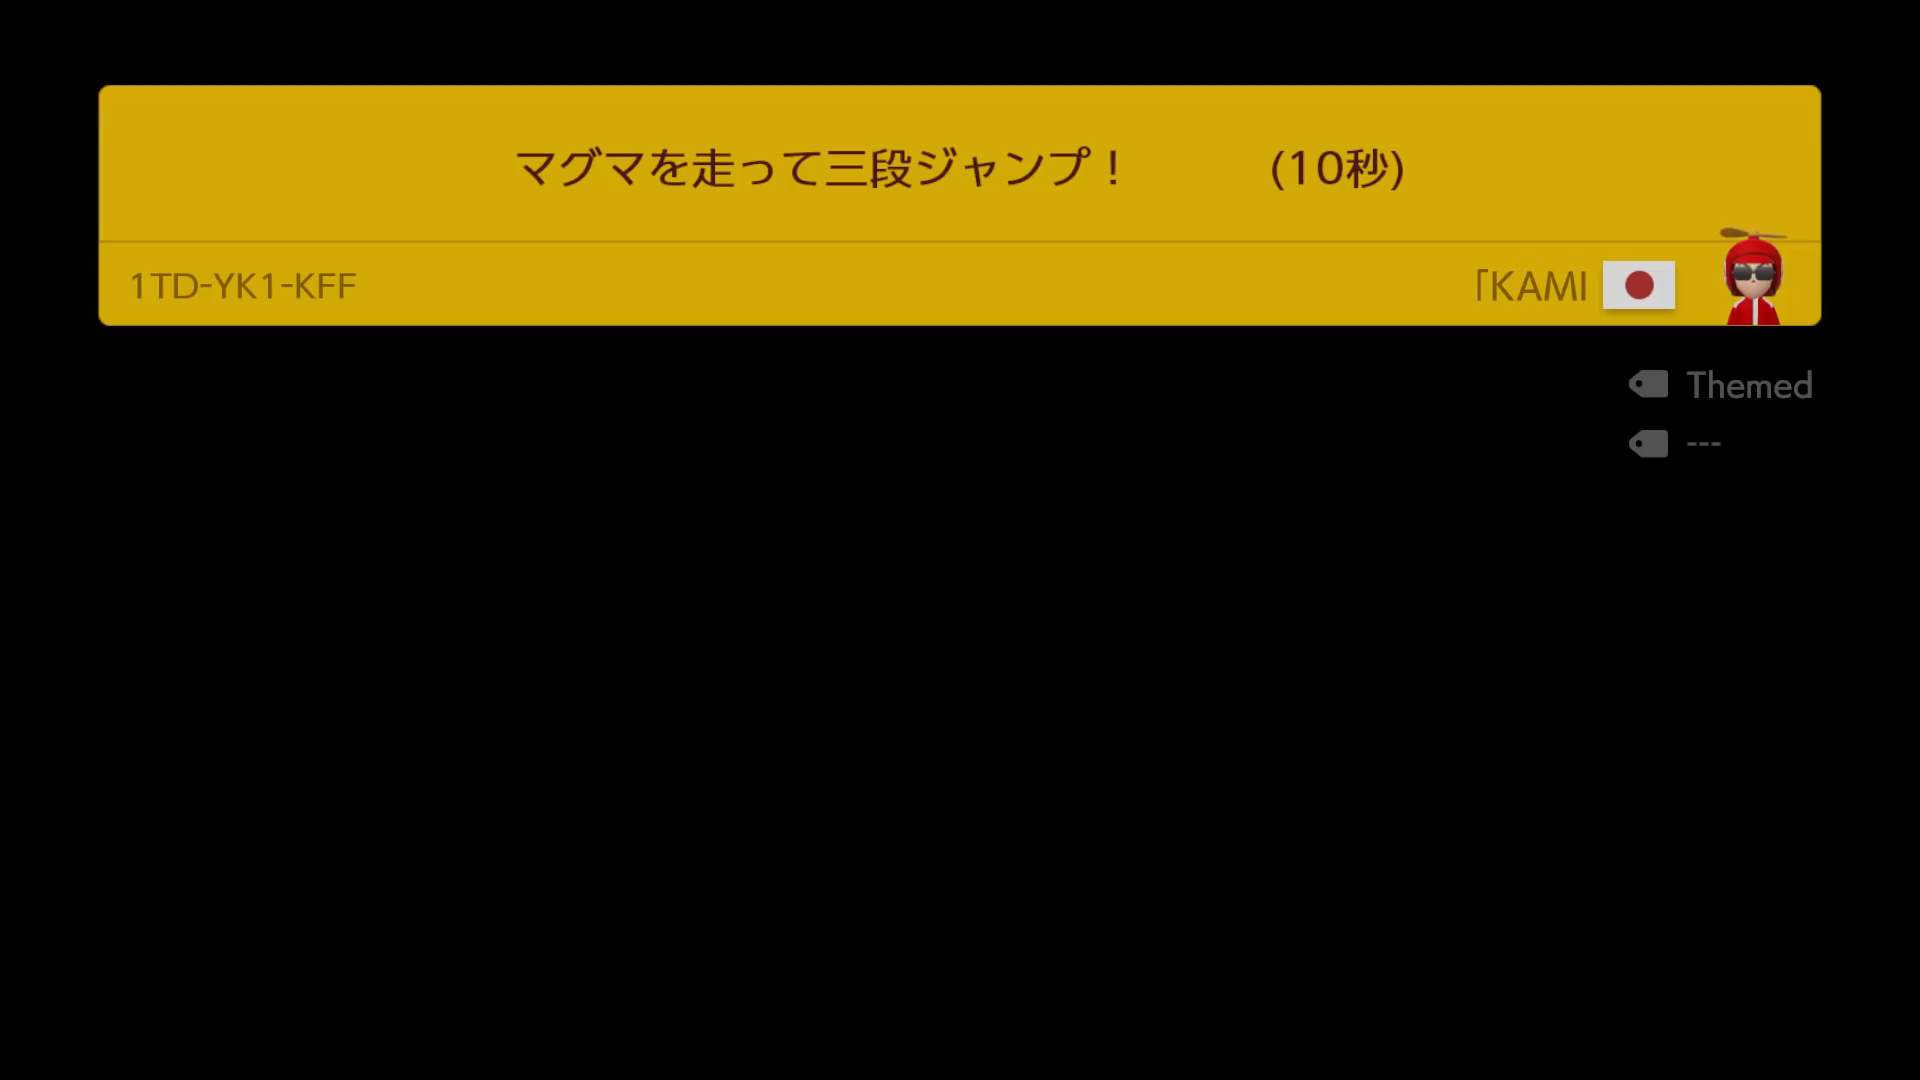 マグマを走って三段ジャンプ！ (10秒)
1TD-YK1-KFF
「KAMI
Themed
---